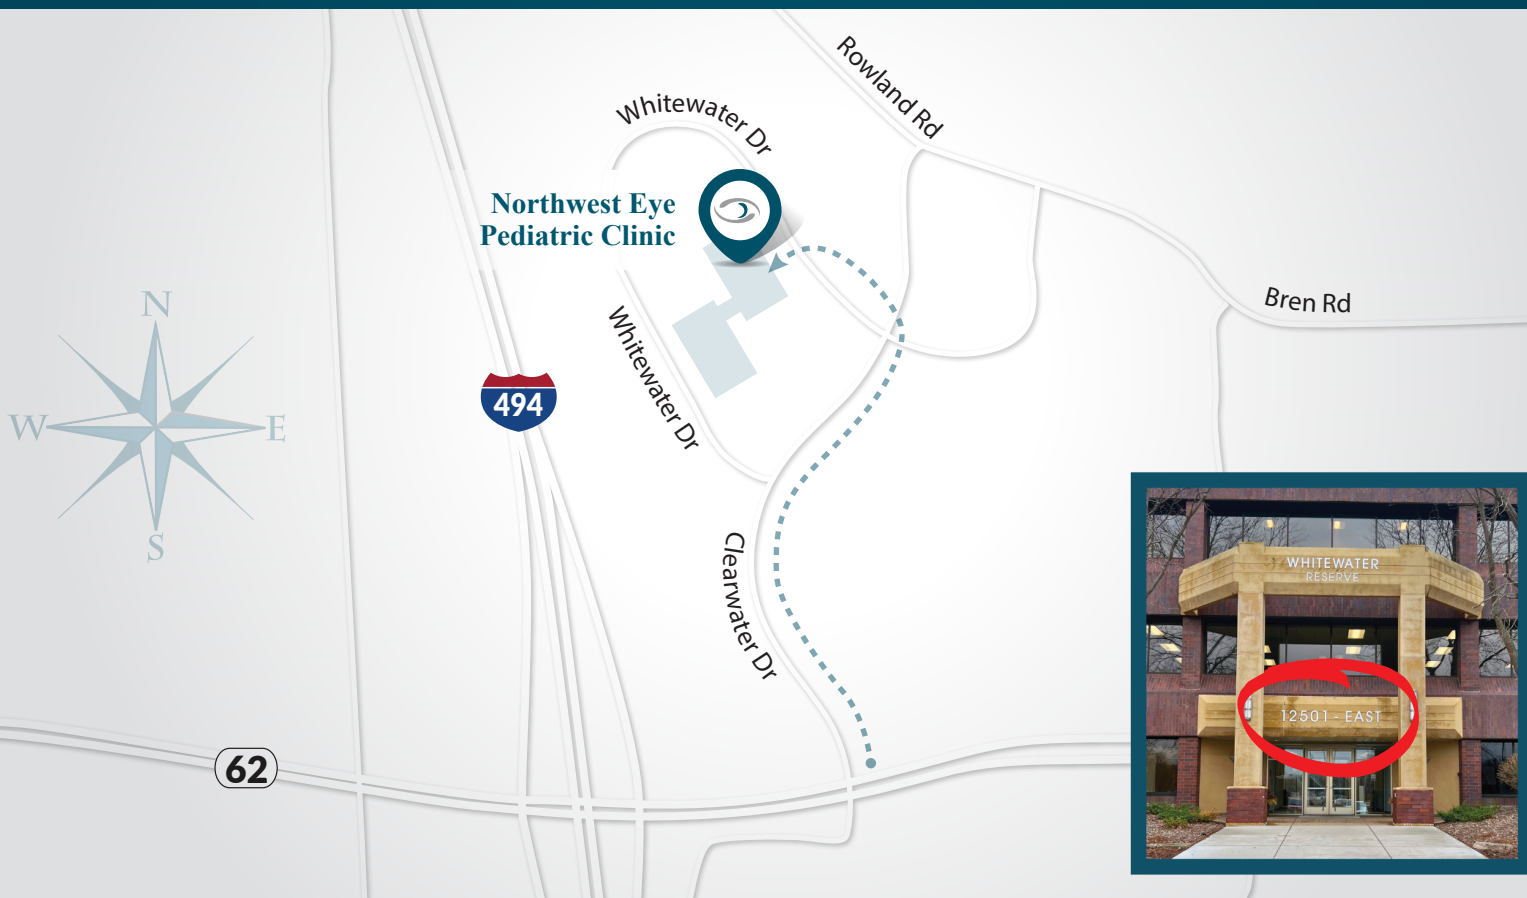 Rowland Rd
Whitewater Dr
Northwest Eye
Pediatric Clinic
N
Bren Rd
Whitewater Dr
494
W
E
S
Clearwater Dr
WHITEWATER
RESERVE
12501 - EAST
62